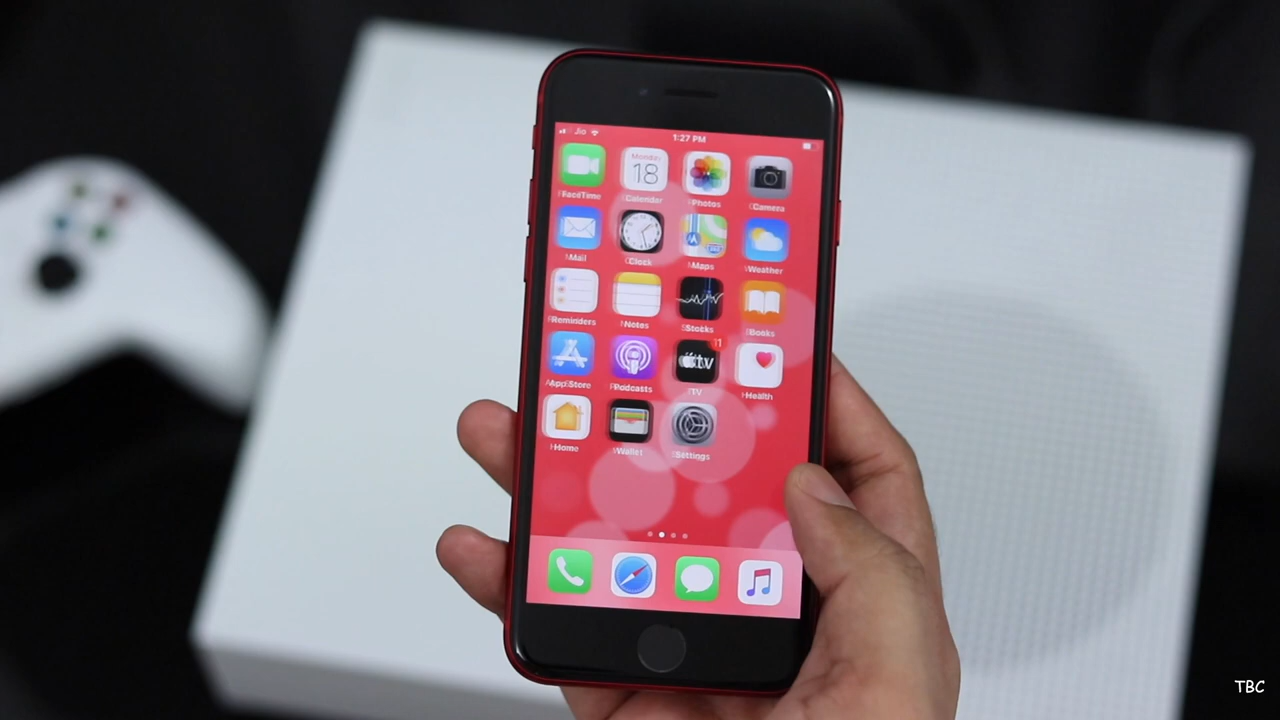 Jio 1:27 PM
Monday
18
FaceTime Calendar Photos Camera
Mail Clock Maps Weather
Reminders Notes Stocks Books
11
tv
App Store Podcasts TV Health
Home Wallet Settings
TBC